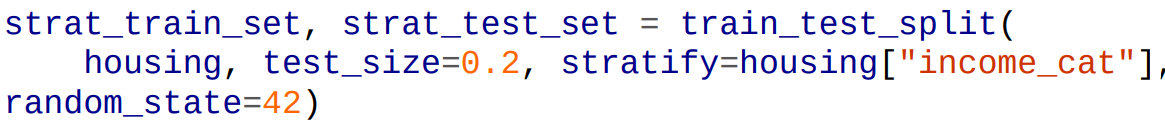 strat_train_set, strat_test_set = train_test_split(
    housing, test_size=0.2, stratify=housing["income_cat"],
random_state=42)